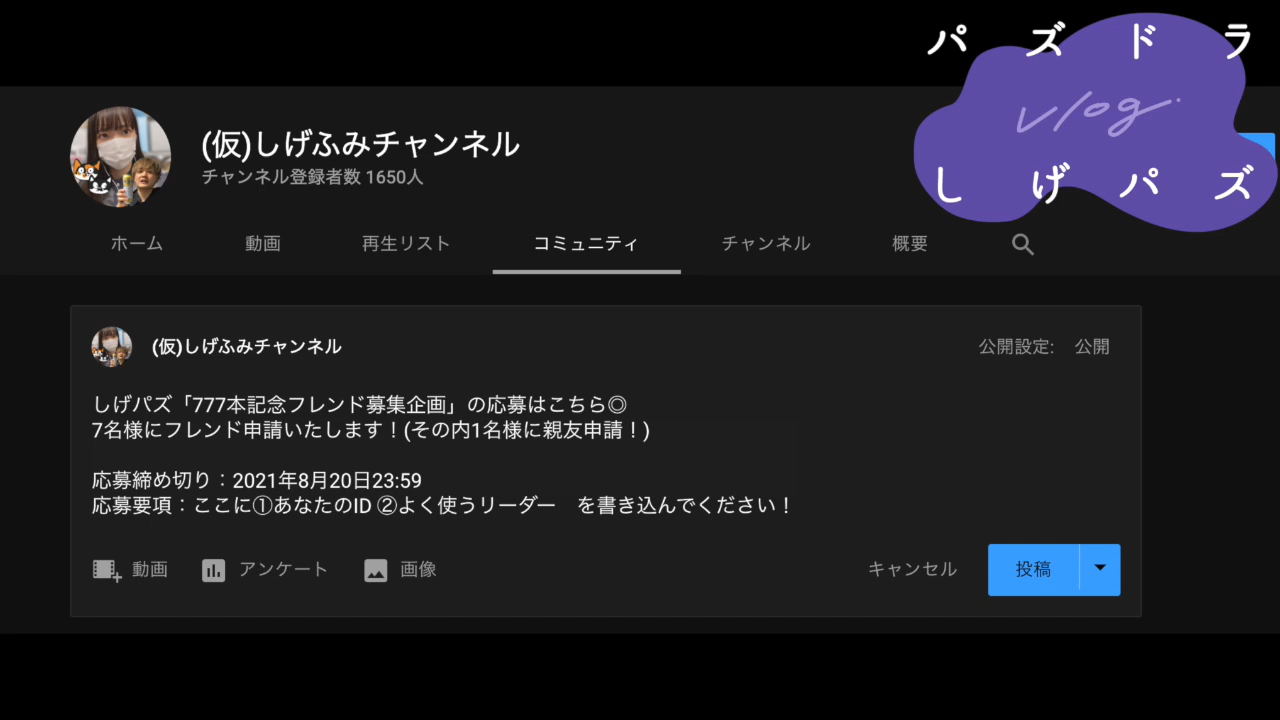 パズドラ
vlog.
しげパズ
(仮)しげふみチャンネル
チャンネル登録者数 1650人
ホーム 動画 再生リスト コミュニティ チャンネル 概要
(仮)しげふみチャンネル 公開設定: 公開
しげパズ「777本記念フレンド募集企画」の応募はこちら◎
7名様にフレンド申請いたします！(その内1名様に親友申請！)
応募締め切り：2021年8月20日23:59
応募要項：ここに①あなたのID ②よく使うリーダー　を書き込んでください！
動画 アンケート 画像 キャンセル 投稿